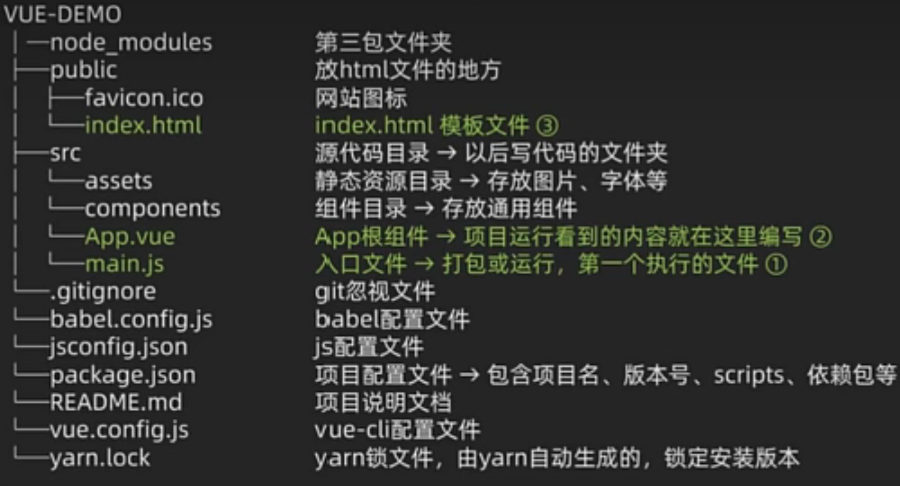 VUE-DEMO
│—node_modules 第三包文件夹
├──public 放html文件的地方
│ ├──favicon.ico 网站图标
│ └──index.html index.html 模板文件 ③
├──src 源代码目录 → 以后写代码的文件夹
│ └──assets 静态资源目录 → 存放图片、字体等
│ └──components 组件目录 → 存放通用组件
│ └──App.vue App根组件 → 项目运行看到的内容就在这里编写 ②
│ └──main.js 入口文件 → 打包或运行，第一个执行的文件 ①
└──.gitignore git忽视文件
└──babel.config.js babel配置文件
└──jsconfig.json js配置文件
└──package.json 项目配置文件 → 包含项目名、版本号、scripts、依赖包等
└──README.md 项目说明文档
└──vue.config.js vue-cli配置文件
└──yarn.lock yarn锁文件，由yarn自动生成的，锁定安装版本